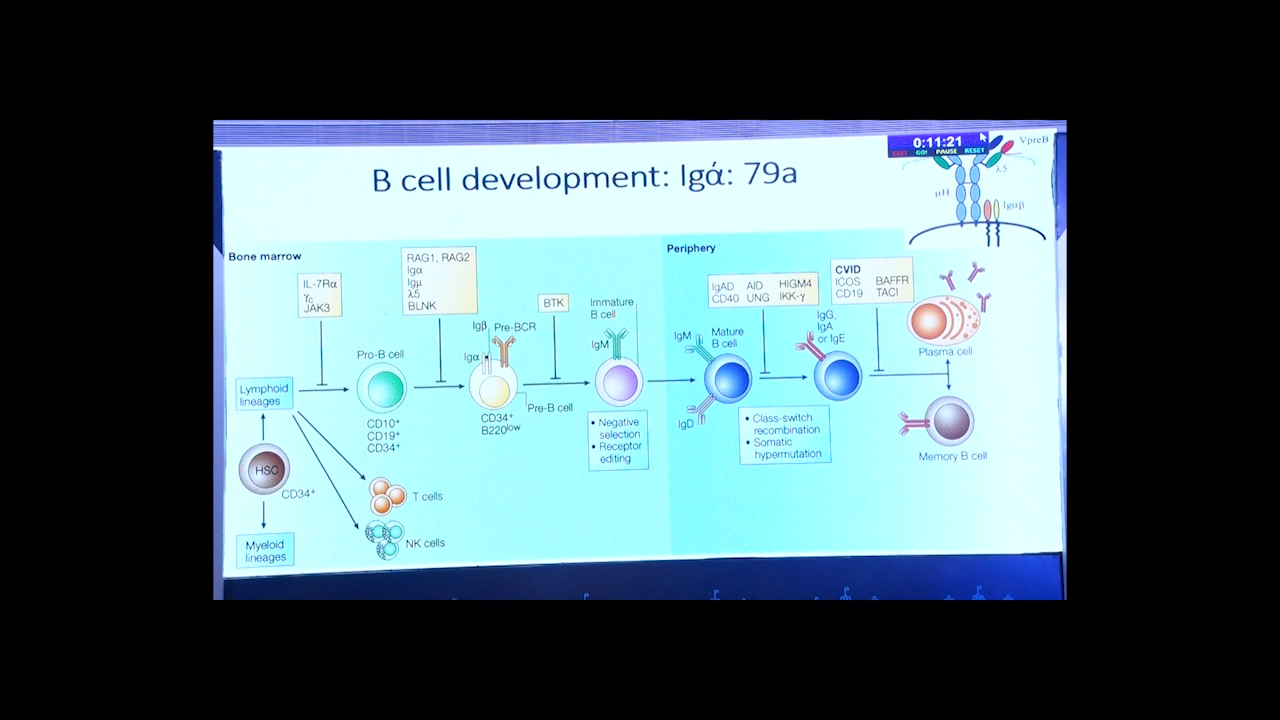 0:11:21
EXIT GO! PAUSE RESET
VpreB
λ5
μH
Igαβ
B cell development: Igά: 79a
Bone marrow
Periphery
IL-7Rα
γc
JAK3
RAG1, RAG2
Igα
Igμ
λ5
BLNK
BTK
IgAD AID HIGM4
CD40 UNG IKK-γ
CVID
ICOS BAFFR
CD19 TACI
Lymphoid
lineages
Pro-B cell
CD10+
CD19+
CD34+
Igβ
Pre-BCR
Igα
CD34+
B220low
Pre-B cell
Immature
B cell
IgM
• Negative
selection
• Receptor
editing
IgM
Mature
B cell
IgD
• Class-switch
recombination
• Somatic
hypermutation
IgG,
IgA
or IgE
Plasma cell
Memory B cell
HSC
CD34+
T cells
NK cells
Myeloid
lineages